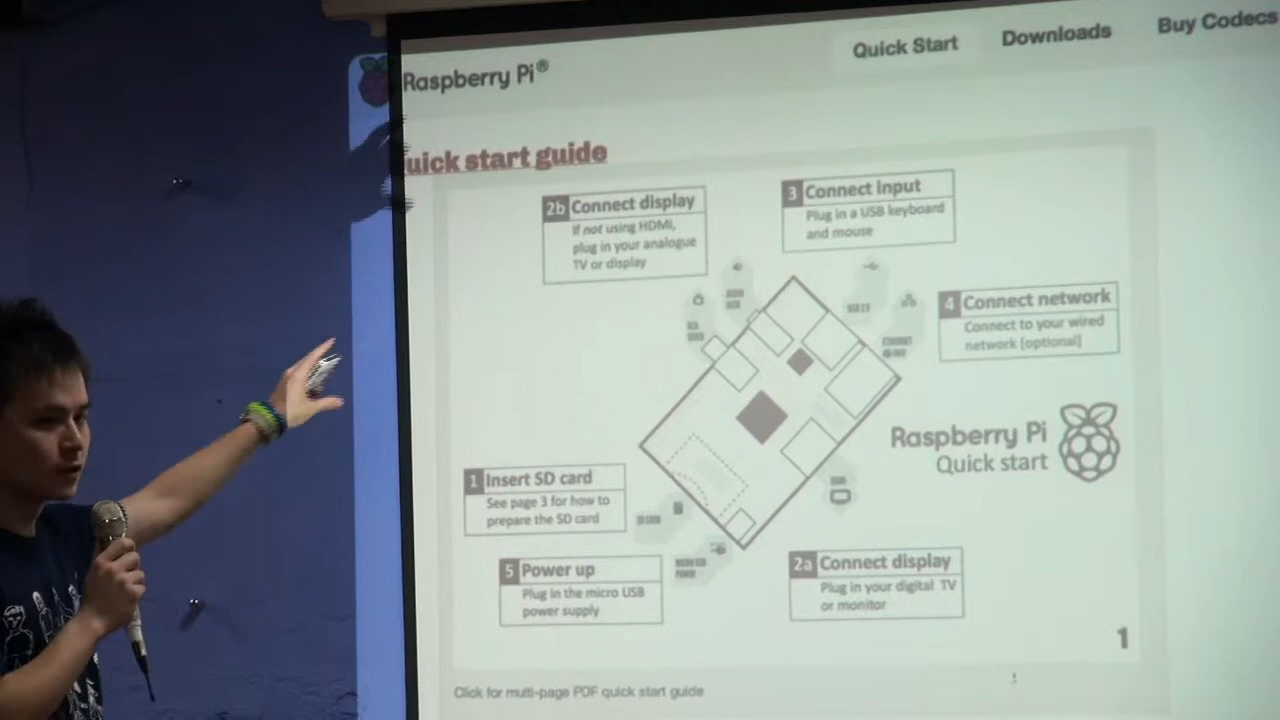 Raspberry Pi®
Quick Start
Downloads
Buy Codecs
uick start guide
2b Connect display
If not using HDMI,
plug in your analogue
TV or display
3 Connect input
Plug in a USB keyboard
and mouse
4 Connect network
Connect to your wired
network [optional]
Raspberry Pi
Quick start
1 Insert SD card
See page 3 for how to
prepare the SD card
5 Power up
Plug in the micro USB
power supply
2a Connect display
Plug in your digital TV
or monitor
1
Click for multi-page PDF quick start guide